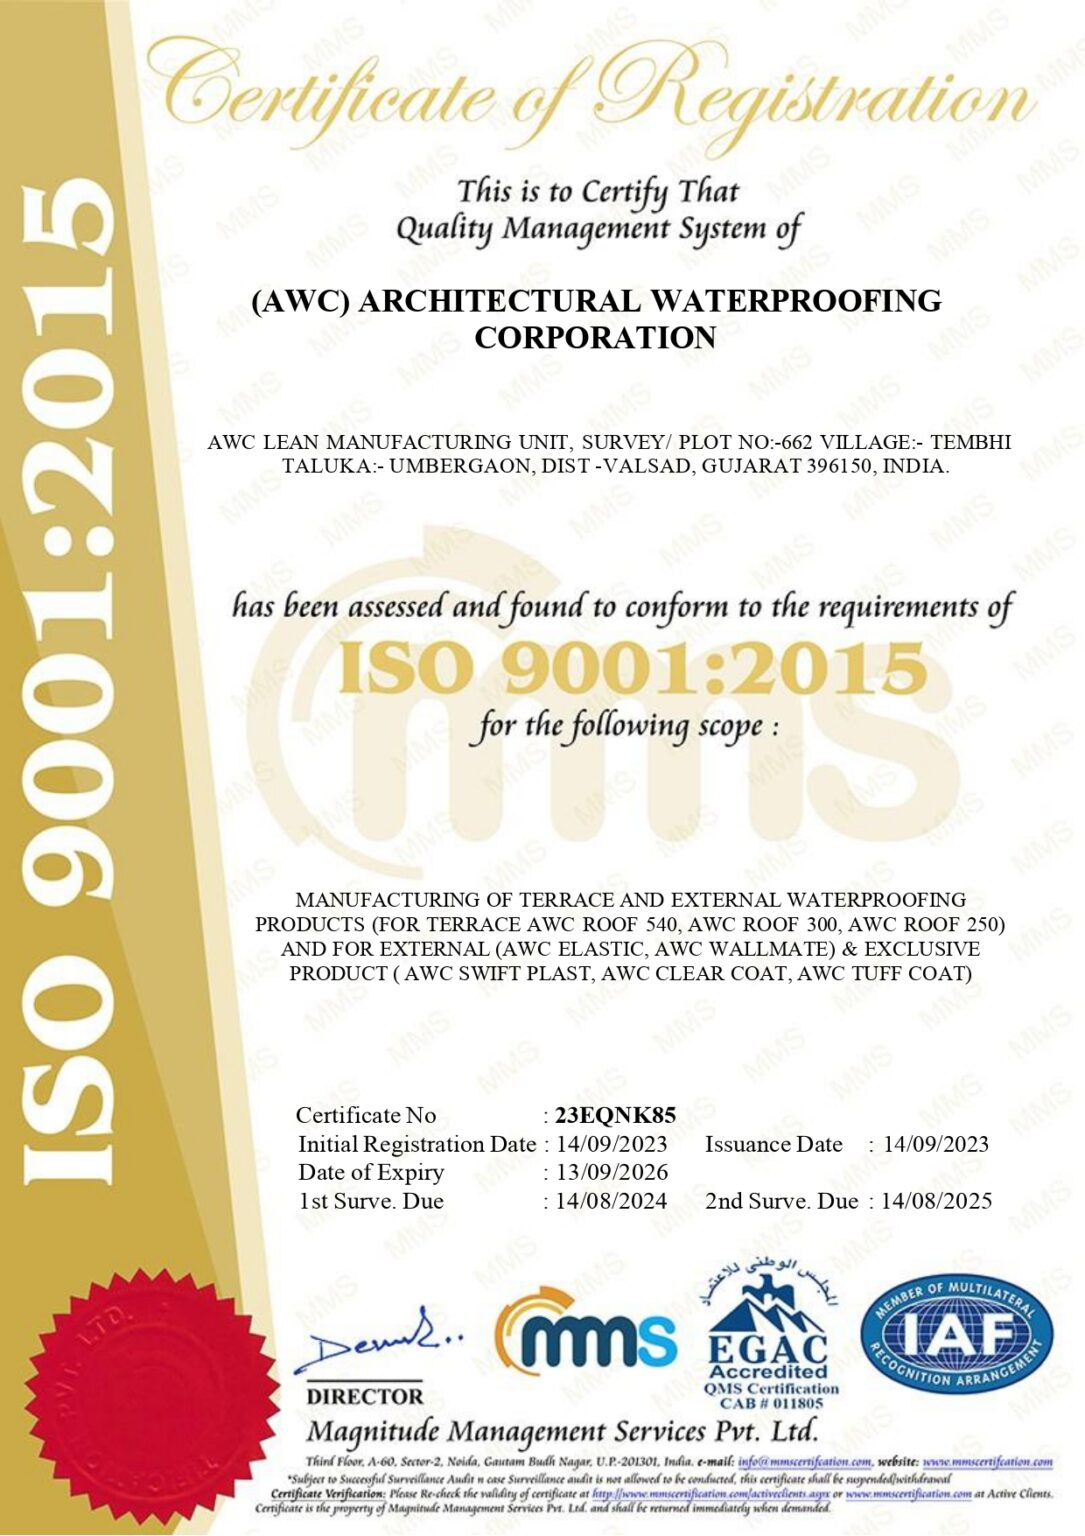 Certificate of Registration
This is to Certify That
Quality Management System of
(AWC) ARCHITECTURAL WATERPROOFING
CORPORATION
AWC LEAN MANUFACTURING UNIT, SURVEY/ PLOT NO:-662 VILLAGE:- TEMBHI
TALUKA:- UMBERGAON, DIST -VALSAD, GUJARAT 396150, INDIA.
has been assessed and found to conform to the requirements of
ISO 9001:2015
for the following scope :
MANUFACTURING OF TERRACE AND EXTERNAL WATERPROOFING
PRODUCTS (FOR TERRACE AWC ROOF 540, AWC ROOF 300, AWC ROOF 250)
AND FOR EXTERNAL (AWC ELASTIC, AWC WALLMATE) & EXCLUSIVE
PRODUCT ( AWC SWIFT PLAST, AWC CLEAR COAT, AWC TUFF COAT)
Certificate No : 23EQNK85
Initial Registration Date : 14/09/2023 Issuance Date : 14/09/2023
Date of Expiry : 13/09/2026
1st Surve. Due : 14/08/2024 2nd Surve. Due : 14/08/2025
ISO 9001:2015
PVT. LTD.
mms
المجلس الوطني للاعتماد
EGAC
Accredited
QMS Certification
CAB # 011805
MEMBER OF MULTILATERAL
IAF
RECOGNITION ARRANGEMENT
DIRECTOR
Magnitude Management Services Pvt. Ltd.
Third Floor, A-60, Sector-2, Noida, Gautam Budh Nagar, U.P.-201301, India. e-mail: info@mmscertifcation.com, website: www.mmscertification.com
*Subject to Successful Surveillance Audit n case Surveillance audit is not allowed to be conducted, this certificate shall be suspended/withdrawal
Certificate Verification: Please Re-check the validity of certificate at http://www.mmscertification.com/activeclients.aspx or www.mmscertification.com at Active Clients.
Certificate is the property of Magnitude Management Services Pvt. Ltd. and shall be returned immediately when demanded.